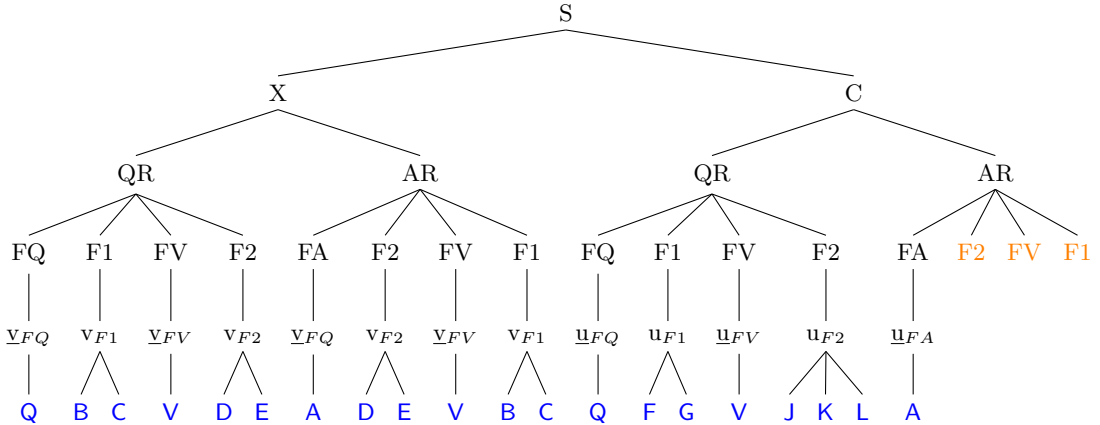 S
X C
QR AR QR AR
FQ F1 FV F2 FA F2 FV F1 FQ F1 FV F2 FA F2 FV F1
v_FQ v_F1 v_FV v_F2 v_FQ v_F2 v_FV v_F1 u_FQ u_F1 u_FV u_F2 u_FA
Q B C V D E A D E V B C Q F G V J K L A